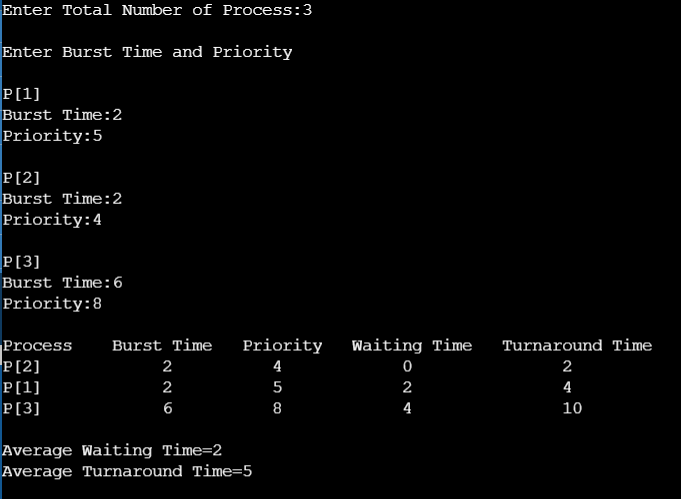 Enter Total Number of Process:3
Enter Burst Time and Priority
P[1]
Burst Time:2
Priority:5
P[2]
Burst Time:2
Priority:4
P[3]
Burst Time:6
Priority:8
Process Burst Time Priority Waiting Time Turnaround Time
P[2] 2 4 0 2
P[1] 2 5 2 4
P[3] 6 8 4 10
Average Waiting Time=2
Average Turnaround Time=5